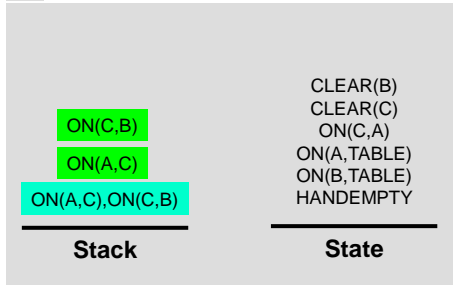 ON(C,B)
ON(A,C)
ON(A,C),ON(C,B)
Stack
CLEAR(B)
CLEAR(C)
ON(C,A)
ON(A,TABLE)
ON(B,TABLE)
HANDEMPTY
State